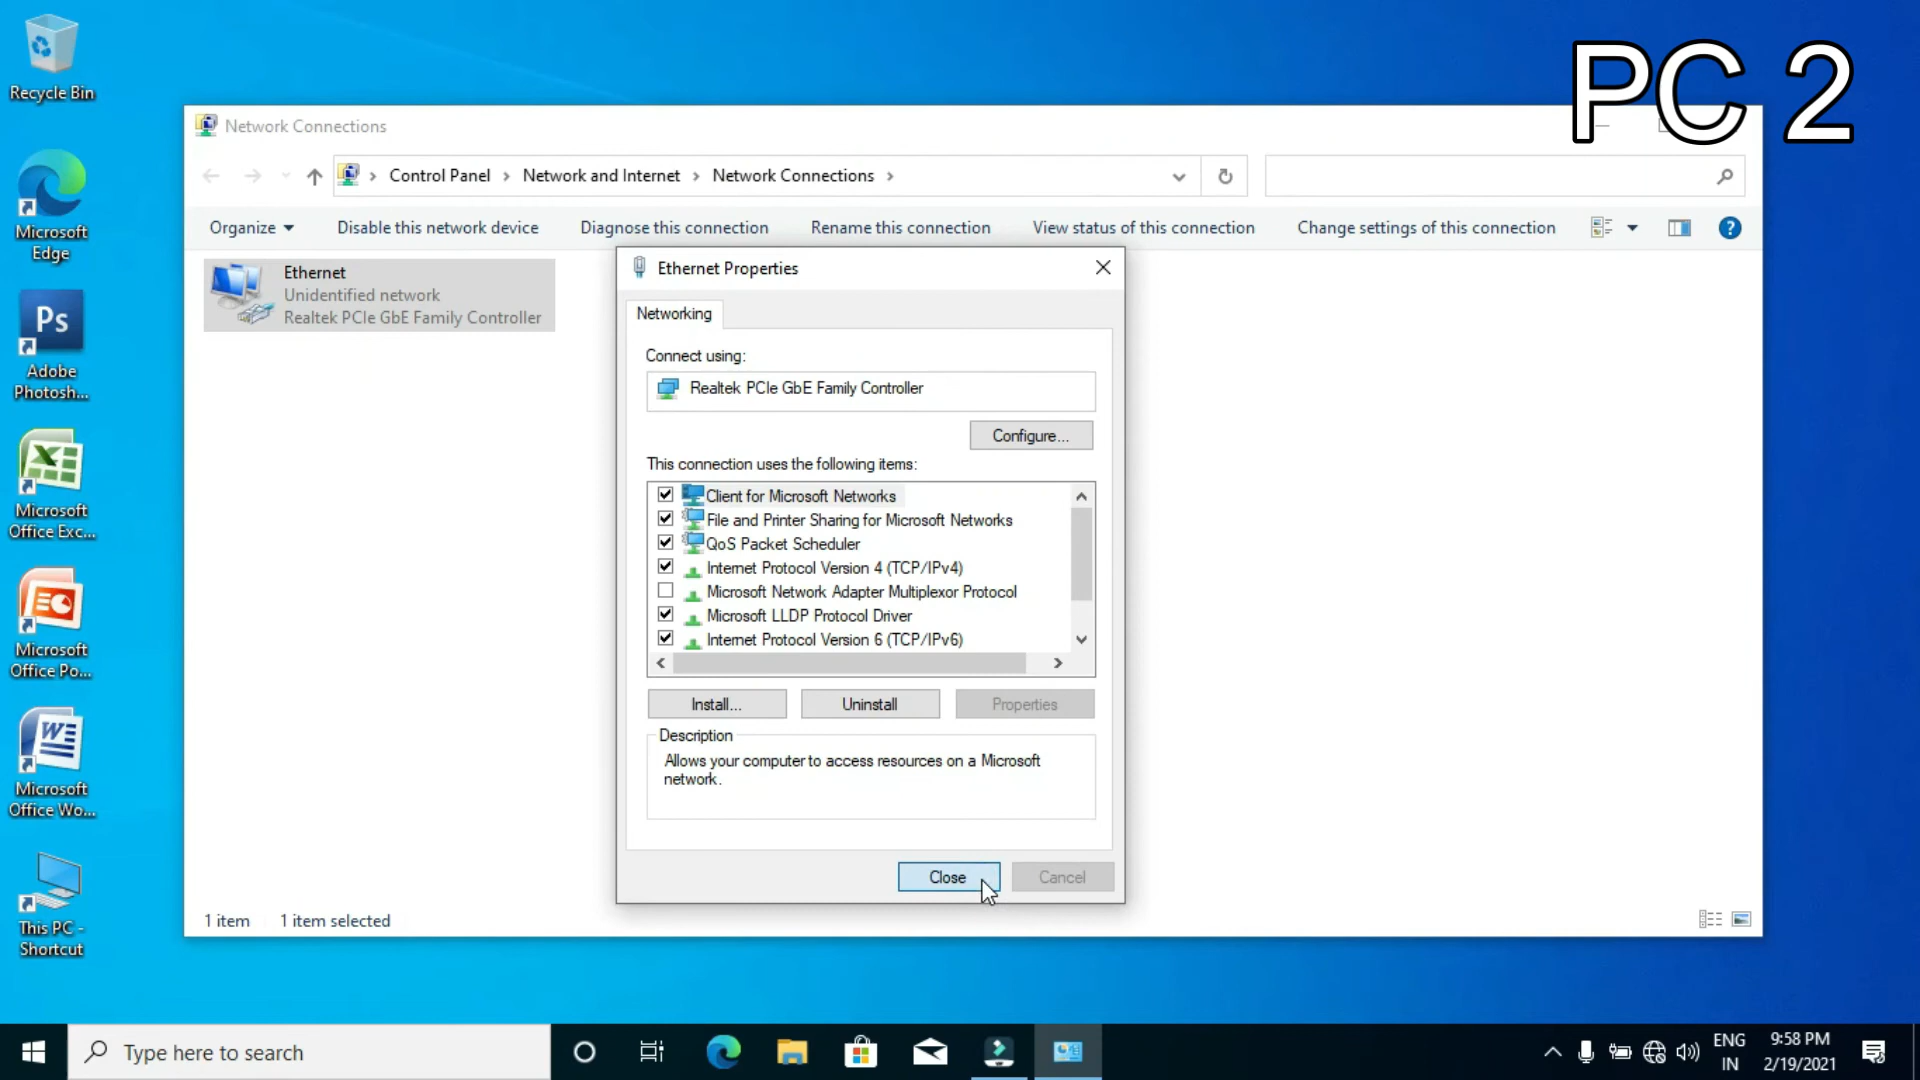 PC 2
Recycle Bin
Microsoft
Edge
Ps
Adobe
Photosh...
Microsoft
Office Exc...
Microsoft
Office Po...
Microsoft
Office Wo...
This PC -
Shortcut
Network Connections
Control Panel > Network and Internet > Network Connections >
Organize Disable this network device Diagnose this connection Rename this connection View status of this connection Change settings of this connection
Ethernet
Unidentified network
Realtek PCIe GbE Family Controller
Ethernet Properties
Networking
Connect using:
Realtek PCIe GbE Family Controller
Configure...
This connection uses the following items:
Client for Microsoft Networks
File and Printer Sharing for Microsoft Networks
QoS Packet Scheduler
Internet Protocol Version 4 (TCP/IPv4)
Microsoft Network Adapter Multiplexor Protocol
Microsoft LLDP Protocol Driver
Internet Protocol Version 6 (TCP/IPv6)
Install... Uninstall Properties
Description
Allows your computer to access resources on a Microsoft
network.
Close Cancel
1 item 1 item selected
Type here to search
ENG
IN
9:58 PM
2/19/2021